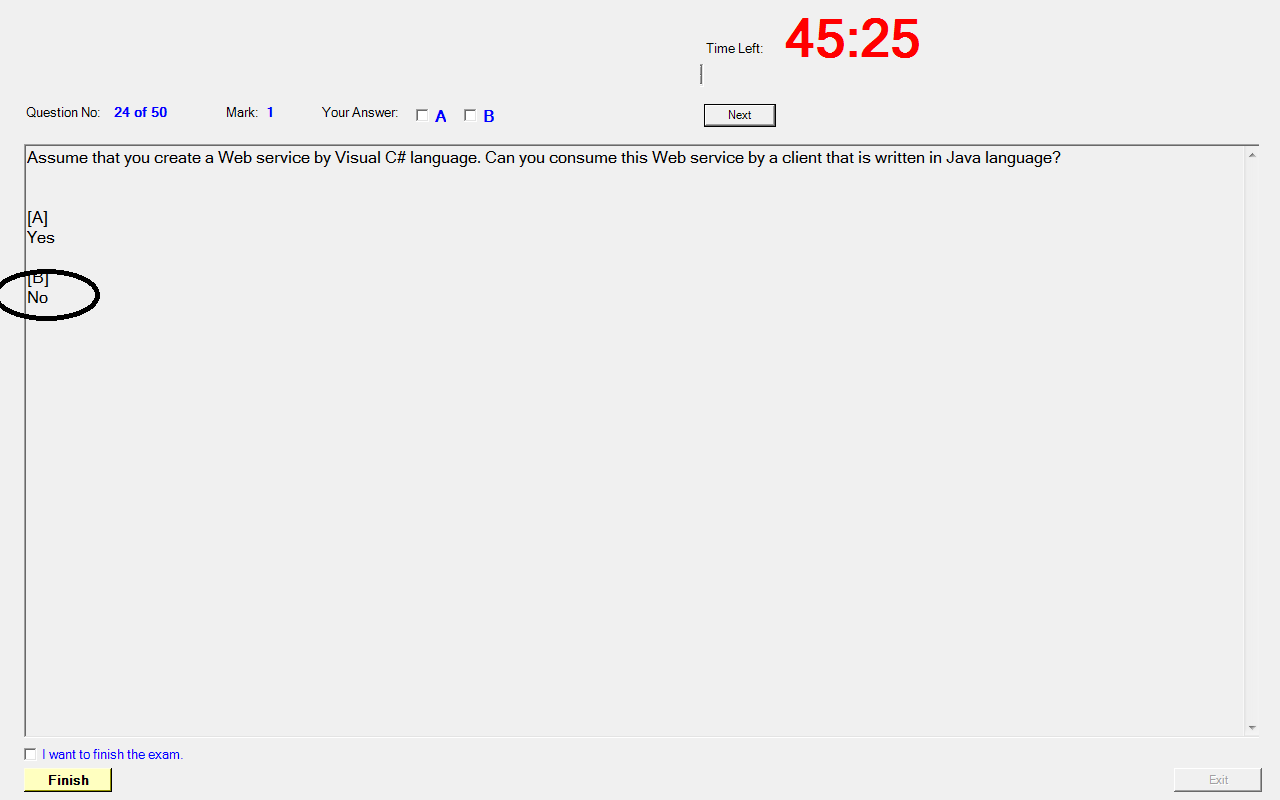 Time Left: 45:25
Question No: 24 of 50 Mark: 1 Your Answer: A B Next
Assume that you create a Web service by Visual C# language. Can you consume this Web service by a client that is written in Java language?
[A]
Yes
[B]
No
I want to finish the exam.
Finish Exit